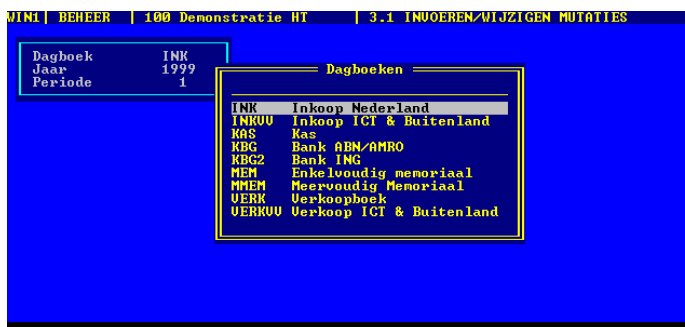 WIN1| BEHEER | 100 Demonstratie HT | 3.1 INVOEREN/WIJZIGEN MUTATIES
Dagboek INK
Jaar 1999
Periode 1
Dagboeken
INK Inkoop Nederland
INKVV Inkoop ICT & Buitenland
KAS Kas
KBG Bank ABN/AMRO
KBG2 Bank ING
MEM Enkelvoudig memoriaal
MMEM Meervoudig Memoriaal
VERK Verkoopboek
VERKVV Verkoop ICT & Buitenland